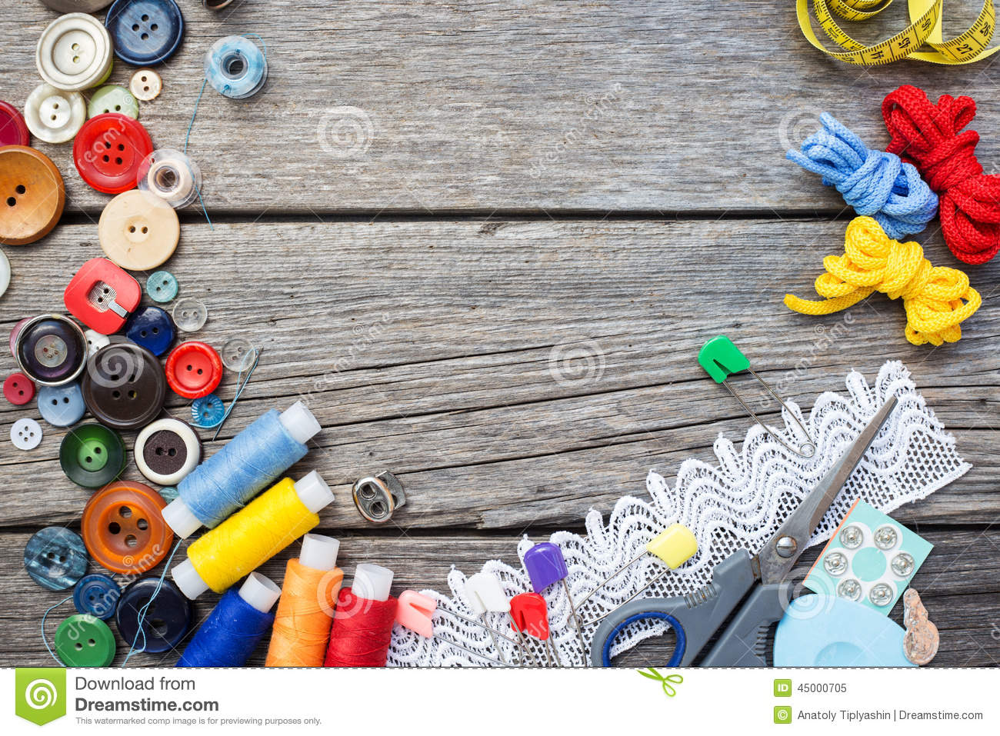 Download from
Dreamstime.com
This watermarked comp image is for previewing purposes only.
ID 45000705
© Anatoly Tiplyashin | Dreamstime.com